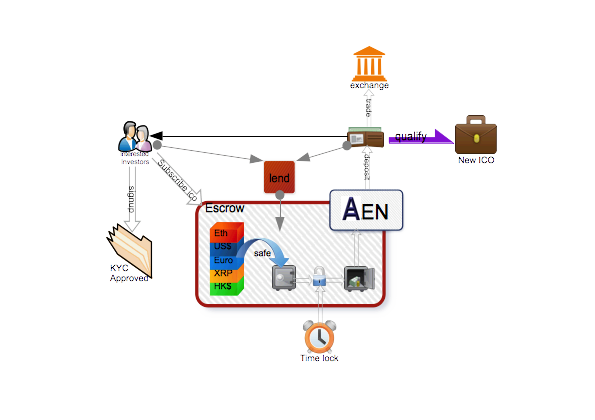 exchange
trade
qualify
New ICO
Interested
investors
deposit
lend
Subscribe ico
signup
Escrow
AEN
Eth
US$
Euro
XRP
HK$
safe
KYC
Approved
Time lock